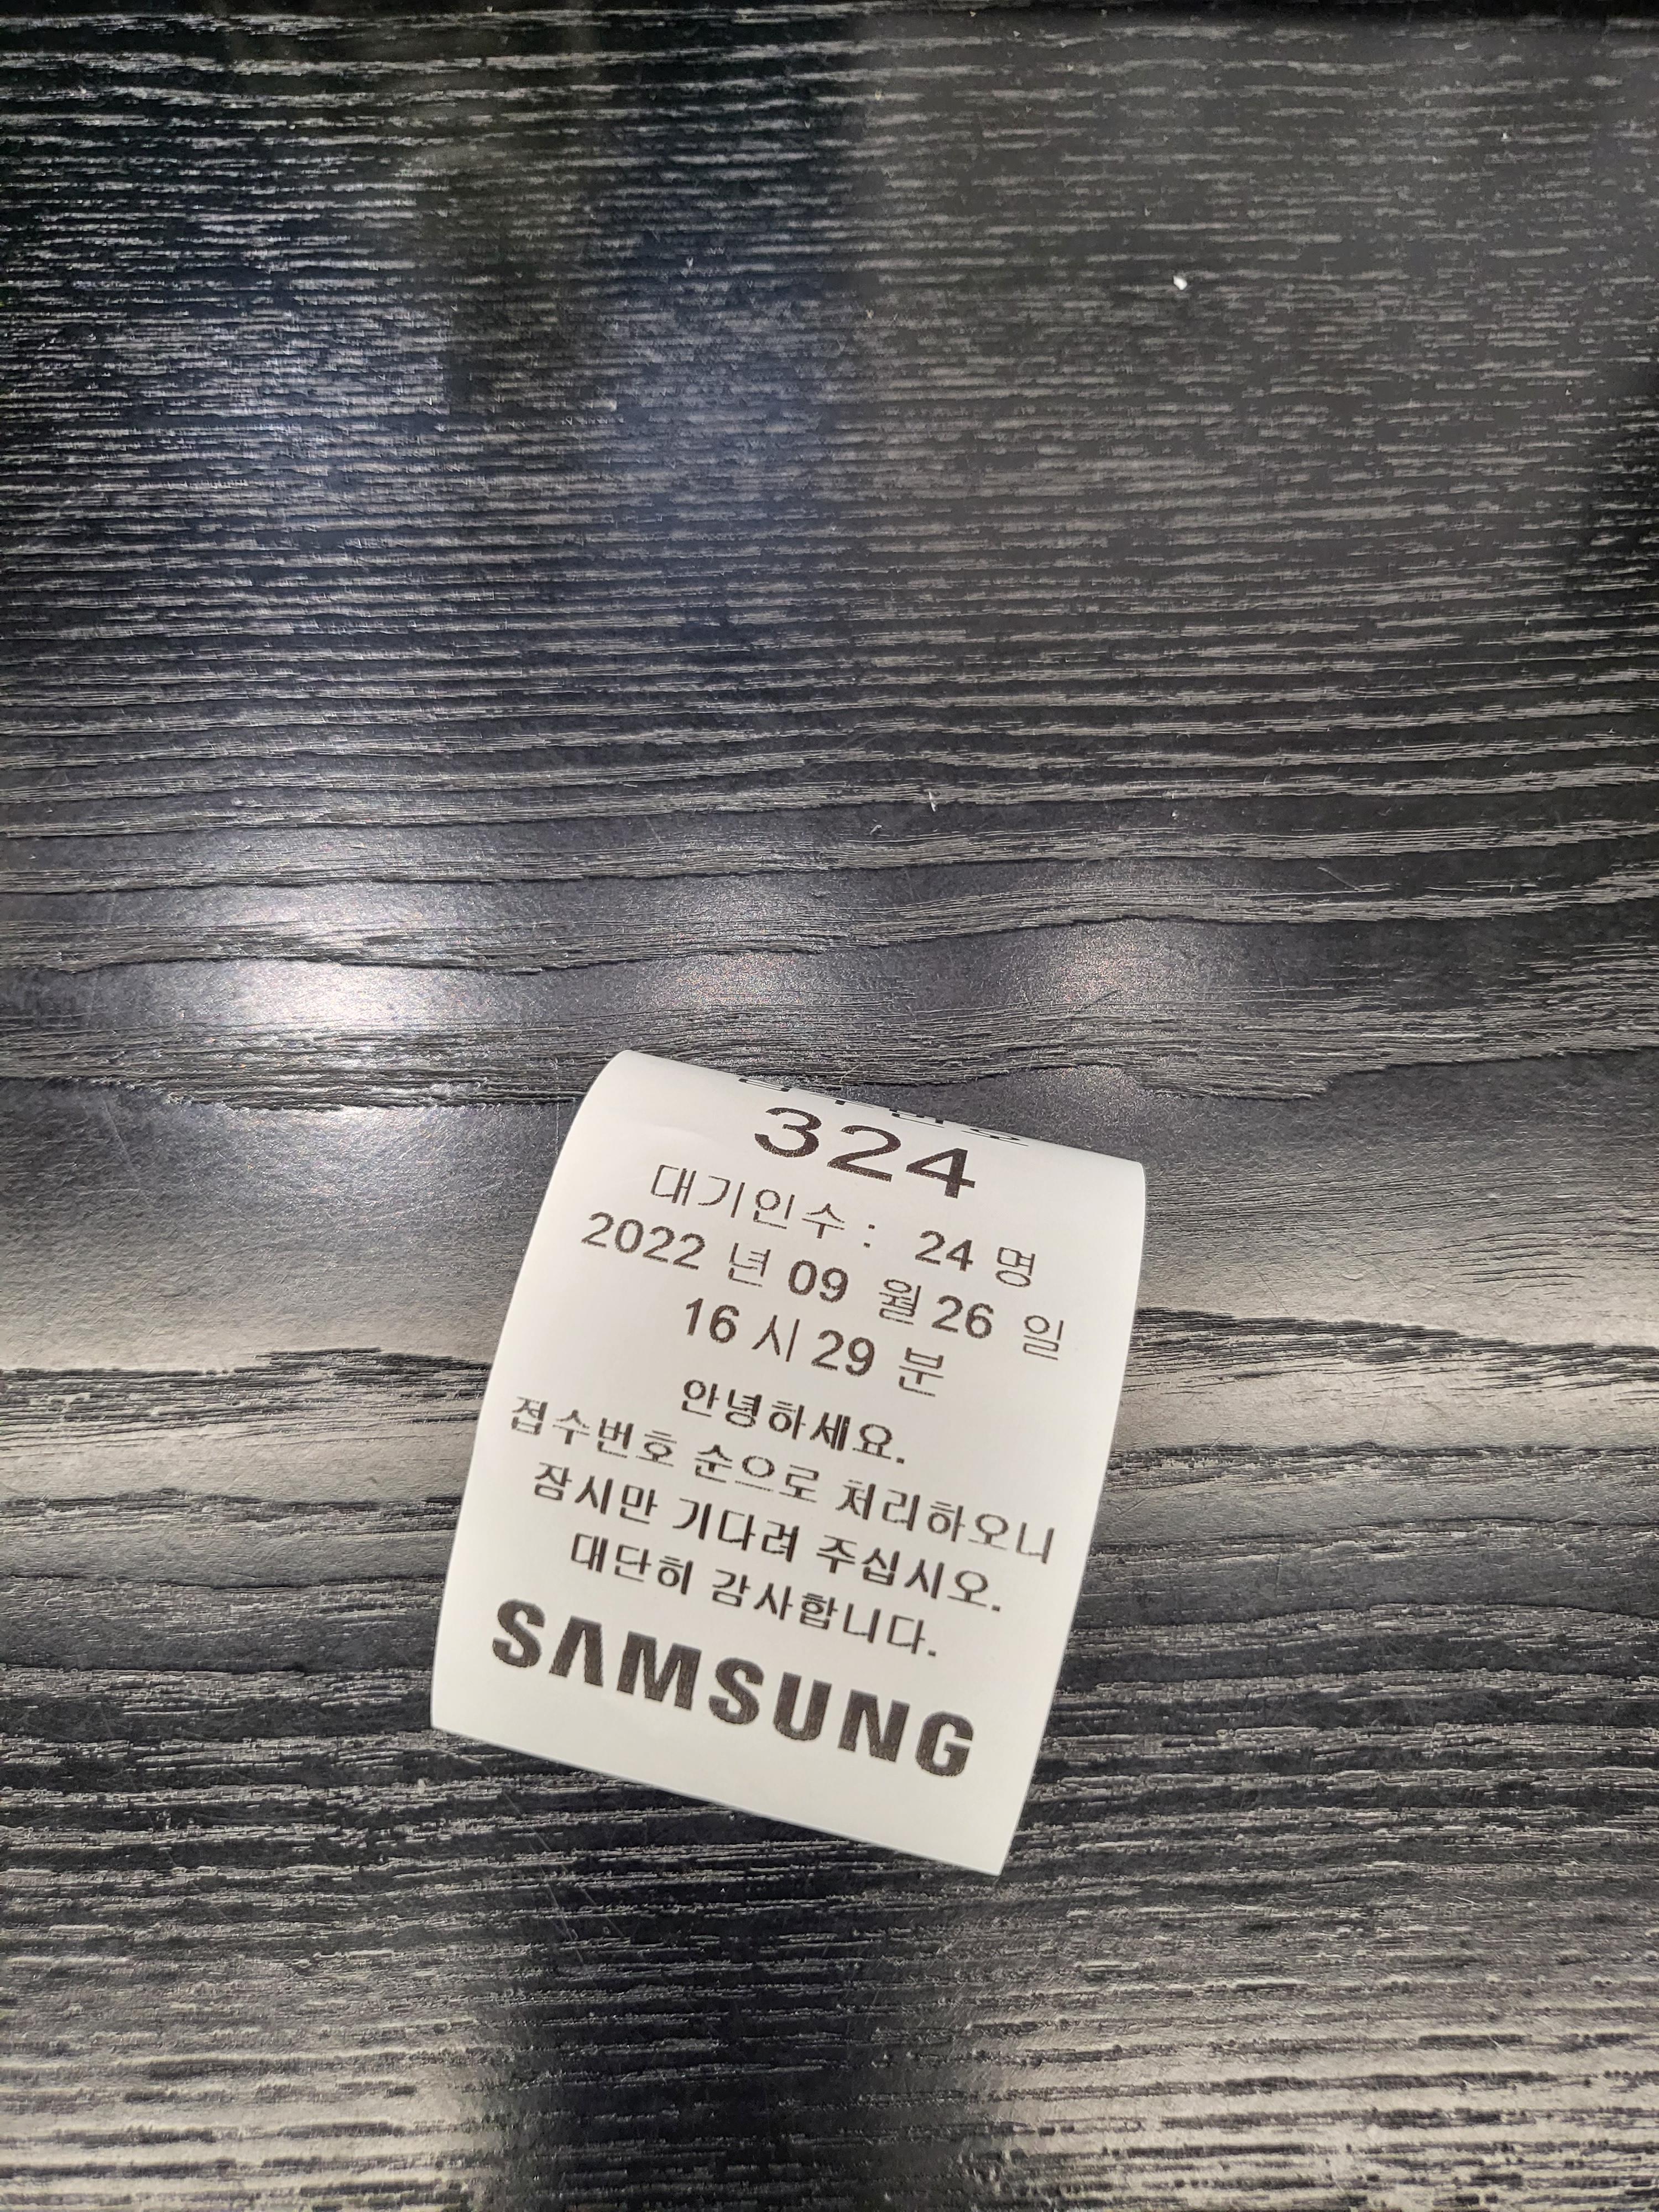 324
대기인수 : 24 명
2022 년 09 월 26 일
16 시 29 분
안녕하세요.
접수번호 순으로 처리하오니
잠시만 기다려 주십시오.
대단히 감사합니다.
SAMSUNG